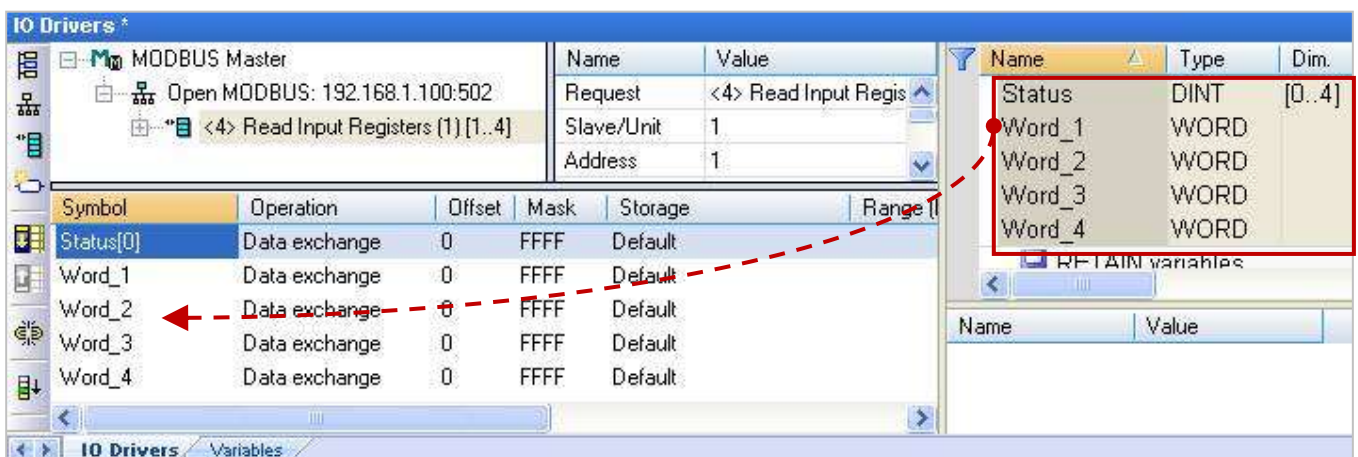 IO Drivers *
MODBUS Master
Open MODBUS: 192.168.1.100:502
<4> Read Input Registers (1) [1..4]
Name Value
Request <4> Read Input Regis
Slave/Unit 1
Address 1
Name Type Dim.
Status DINT [0..4]
Word_1 WORD
Word_2 WORD
Word_3 WORD
Word_4 WORD
RETAIN variables
Symbol Operation Offset Mask Storage Range (
Status[0] Data exchange 0 FFFF Default
Word_1 Data exchange 0 FFFF Default
Word_2 Data exchange 0 FFFF Default
Word_3 Data exchange 0 FFFF Default
Word_4 Data exchange 0 FFFF Default
Name Value
IO Drivers Variables